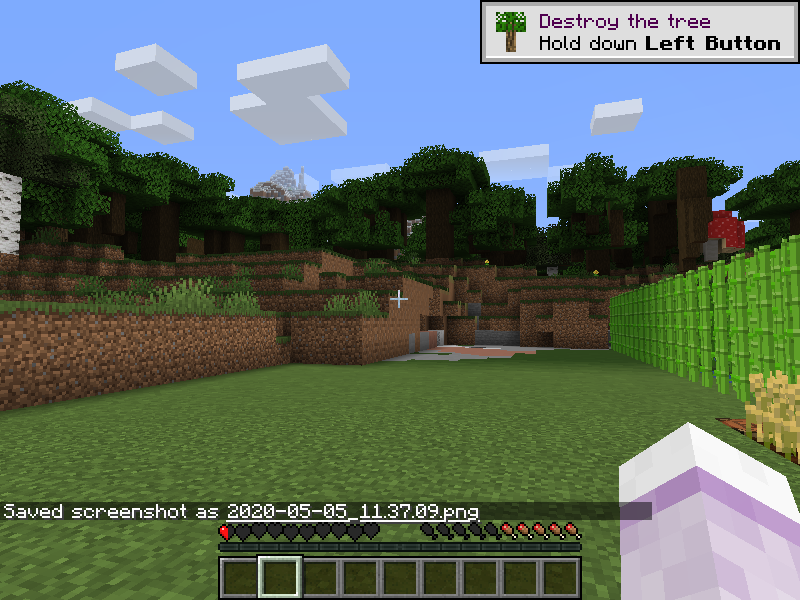 Destroy the tree
Hold down Left Button
Saved screenshot as 2020-05-05_11.37.09.png